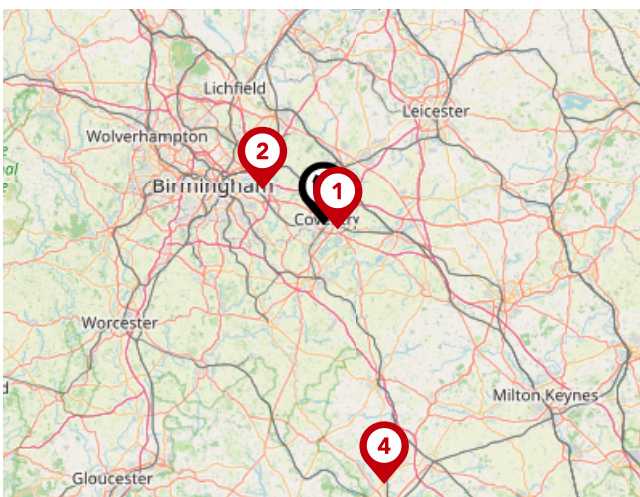 Lichfield
Leicester
Wolverhampton
2
Birmingham
1
Coventry
Worcester
Milton Keynes
4
Gloucester